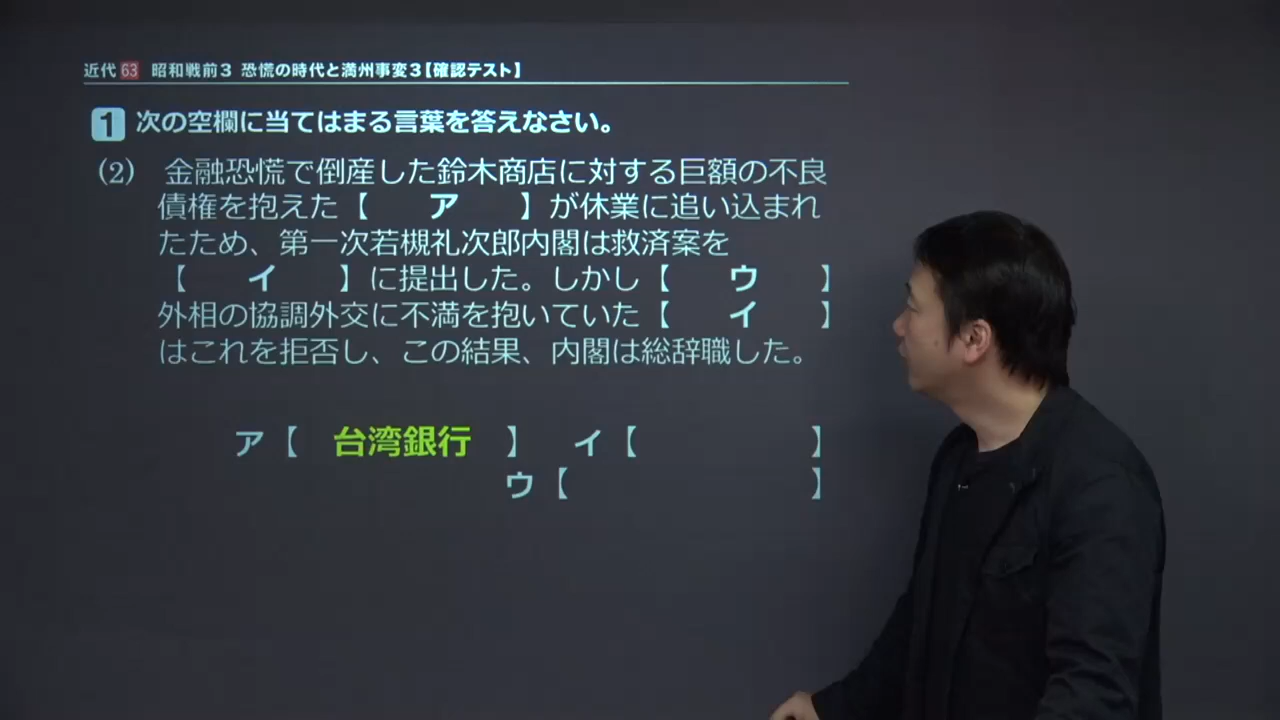 近代 63 昭和戦前3 恐慌の時代と満州事変3【確認テスト】
1 次の空欄に当てはまる言葉を答えなさい。
(2) 金融恐慌で倒産した鈴木商店に対する巨額の不良
債権を抱えた【 ア 】が休業に追い込まれ
たため、第一次若槻礼次郎内閣は救済案を
【 イ 】に提出した。しかし【 ウ 】
外相の協調外交に不満を抱いていた【 イ 】
はこれを拒否し、この結果、内閣は総辞職した。
ア【 台湾銀行 】 イ【 】
ウ【 】